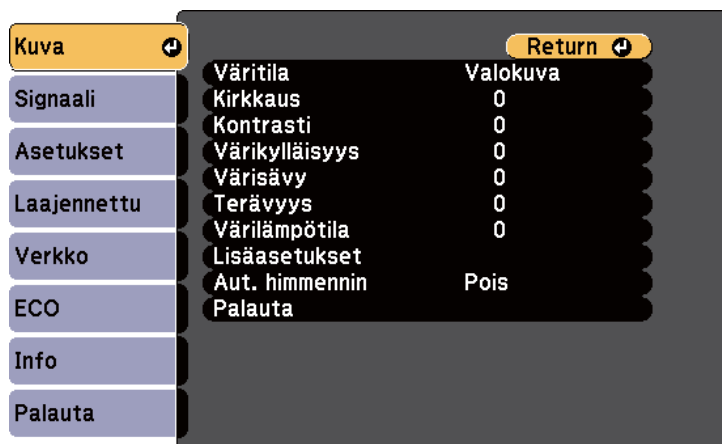 Kuva
Signaali
Asetukset
Laajennettu
Verkko
ECO
Info
Palauta
Return
Väritila Valokuva
Kirkkaus 0
Kontrasti 0
Värikylläisyys 0
Värisävy 0
Terävyys 0
Värilämpötila 0
Lisäasetukset
Aut. himmennin Pois
Palauta